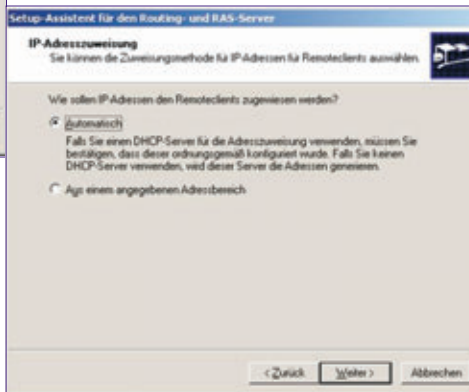 Setup-Assistent für den Routing- und RAS-Server
IP-Adresszuweisung
Sie können die Zuweisungsmethode für IP-Adressen für Remoteclients auswählen.
Wie sollen IP-Adressen den Remoteclients zugewiesen werden?
Automatisch
Falls Sie einen DHCP-Server für die Adresszuweisung verwenden, müssen Sie
bestätigen, dass dieser ordnungsgemäß konfiguriert wurde. Falls Sie keinen
DHCP-Server verwenden, wird dieser Server die Adressen generieren.
Aus einem angegebenen Adressbereich
< Zurück Weiter > Abbrechen